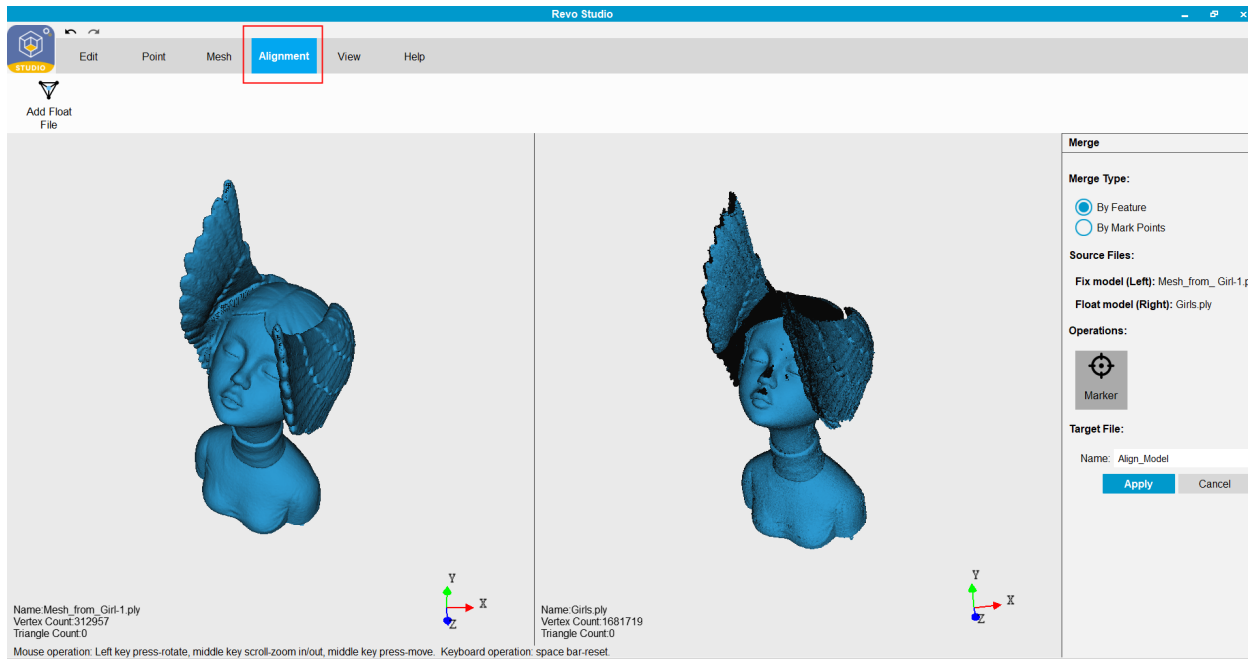 Revo Studio
STUDIO
Edit Point Mesh Alignment View Help
Add Float
File
Merge
Merge Type:
By Feature
By Mark Points
Source Files:
Fix model (Left): Mesh_from_ Girl-1.p
Float model (Right): Girls.ply
Operations:
Marker
Target File:
Name: Align_Model
Apply Cancel
Y
X
Z
Name:Mesh_from_Girl-1.ply
Vertex Count:312957
Triangle Count:0
Y
X
Z
Name:Girls.ply
Vertex Count:1681719
Triangle Count:0
Mouse operation: Left key press-rotate, middle key scroll-zoom in/out, middle key press-move. Keyboard operation: space bar-reset.